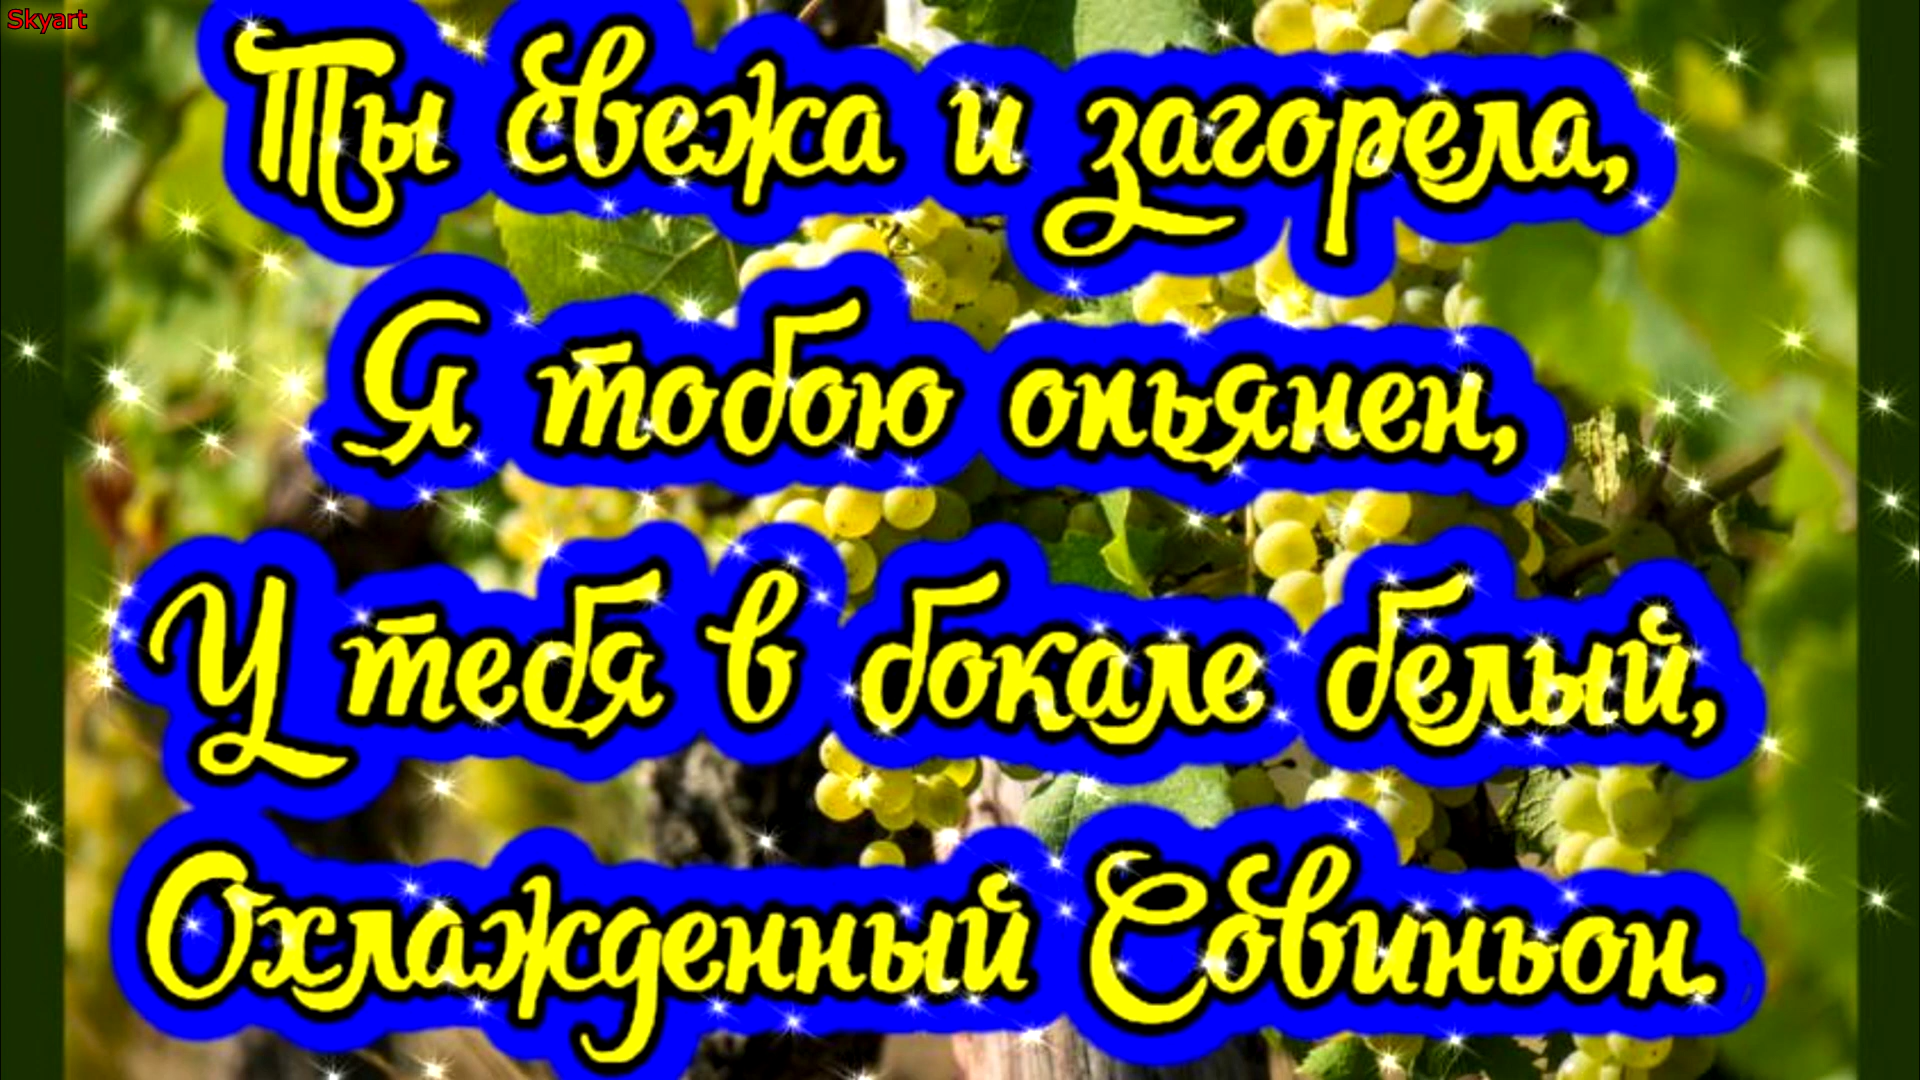 Skyart
Ты свежа и загорела,
Я тобою опьянен,
У тебя в бокале белый,
Охлажденный Совиньон.